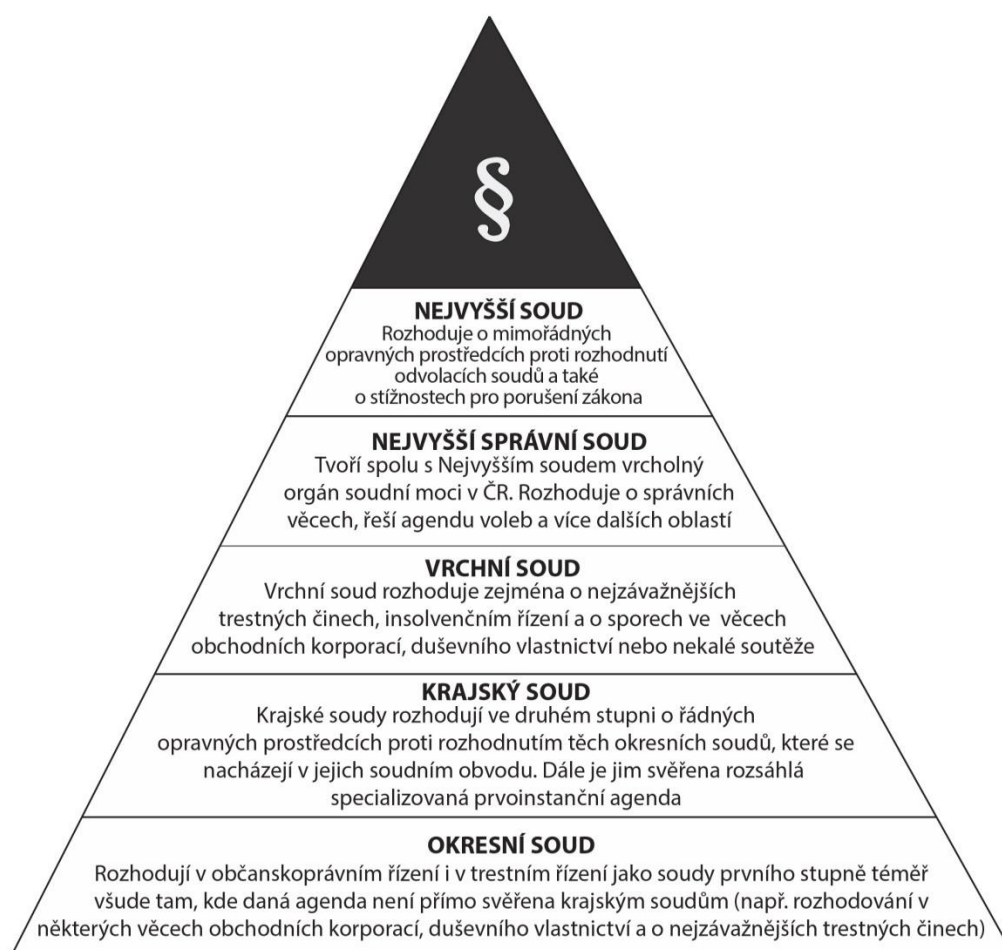 §
NEJVYŠŠÍ SOUD
Rozhoduje o mimořádných
opravných prostředcích proti rozhodnutí
odvolacích soudů a také
o stížnostech pro porušení zákona
NEJVYŠŠÍ SPRÁVNÍ SOUD
Tvoří spolu s Nejvyšším soudem vrcholný
orgán soudní moci v ČR. Rozhoduje o správních
věcech, řeší agendu voleb a více dalších oblastí
VRCHNÍ SOUD
Vrchní soud rozhoduje zejména o nejzávažnějších
trestných činech, insolvenčním řízení a o sporech ve věcech
obchodních korporací, duševního vlastnictví nebo nekalé soutěže
KRAJSKÝ SOUD
Krajské soudy rozhodují ve druhém stupni o řádných
opravných prostředcích proti rozhodnutím těch okresních soudů, které se
nacházejí v jejich soudním obvodu. Dále je jim svěřena rozsáhlá
specializovaná prvoinstanční agenda
OKRESNÍ SOUD
Rozhodují v občanskoprávním řízení i v trestním řízení jako soudy prvního stupně téměř
všude tam, kde daná agenda není přímo svěřena krajským soudům (např. rozhodování v
některých věcech obchodních korporací, duševního vlastnictví a o nejzávažnějších trestných činech)